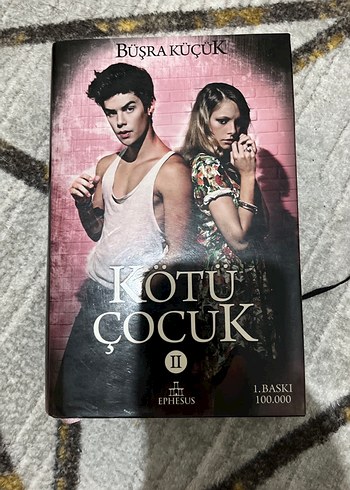 BÜŞRA KÜÇÜK
KÖTÜ
ÇOCUK
II
EPHESUS
1. BASKI
100.000